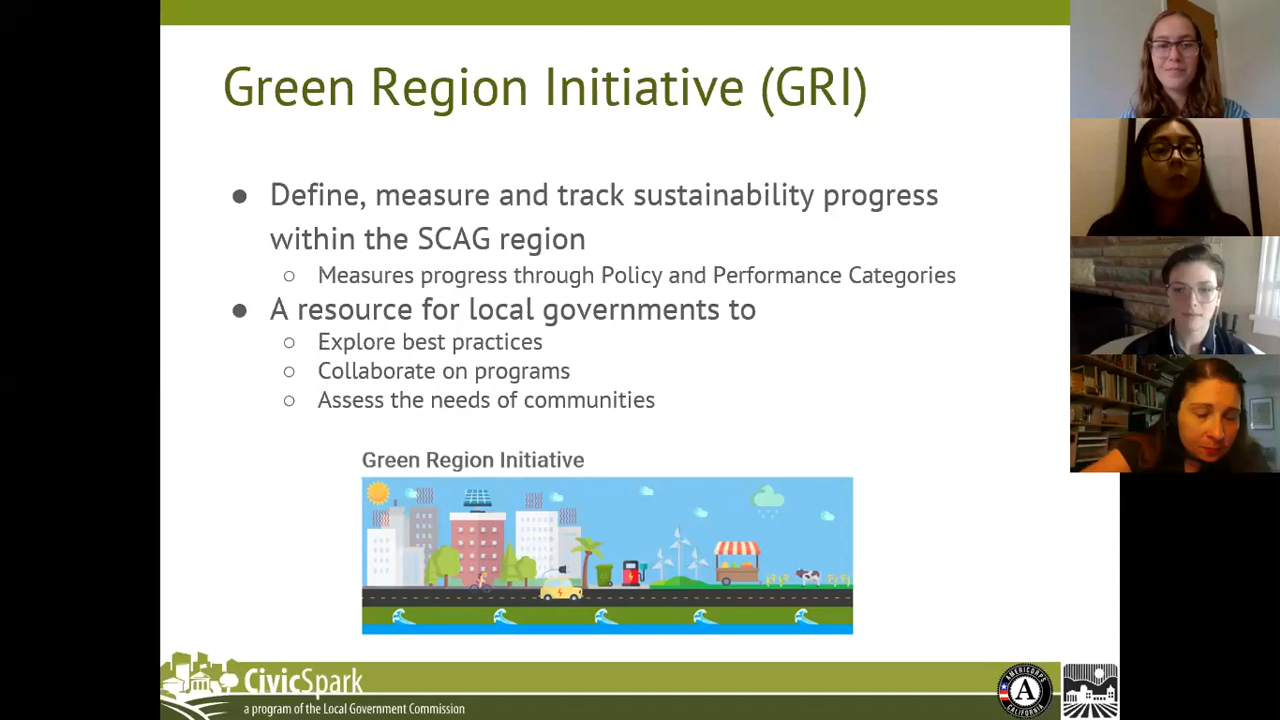 Green Region Initiative (GRI)
● Define, measure and track sustainability progress
within the SCAG region
○ Measures progress through Policy and Performance Categories
● A resource for local governments to
○ Explore best practices
○ Collaborate on programs
○ Assess the needs of communities
Green Region Initiative
CivicSpark
a program of the Local Government Commission
AMERICORPS
A
CALIFORNIA